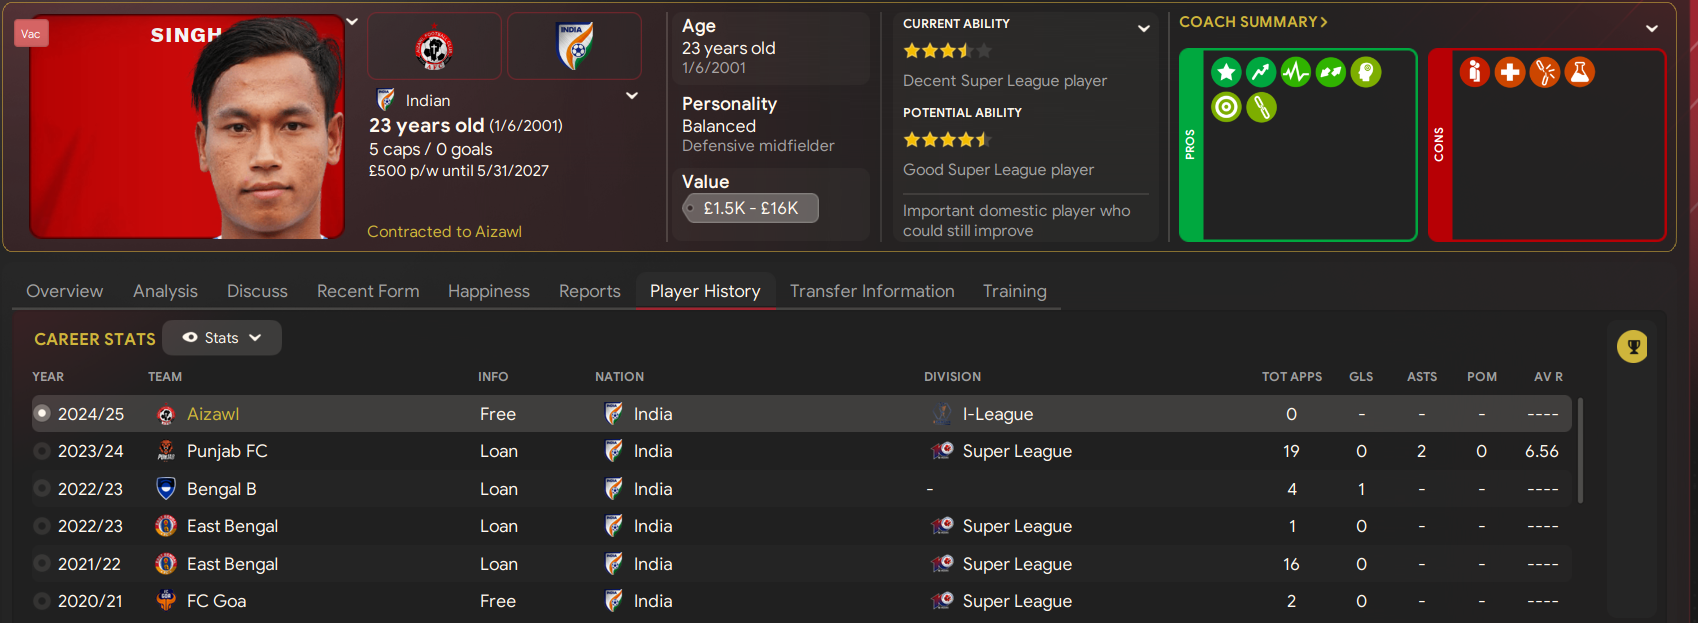 Vac
SINGH
Indian
23 years old (1/6/2001)
5 caps / 0 goals
£500 p/w until 5/31/2027
Contracted to Aizawl
Age
23 years old
1/6/2001
Personality
Balanced
Defensive midfielder
Value
£1.5K - £16K
CURRENT ABILITY
Decent Super League player
POTENTIAL ABILITY
Good Super League player
Important domestic player who
could still improve
COACH SUMMARY
PROS
CONS
Overview Analysis Discuss Recent Form Happiness Reports Player History Transfer Information Training
CAREER STATS Stats
YEAR TEAM INFO NATION DIVISION TOT APPS GLS ASTS POM AV R
2024/25 Aizawl Free India I-League 0 - - - ----
2023/24 Punjab FC Loan India Super League 19 0 2 0 6.56
2022/23 Bengal B Loan India - 4 1 - - ----
2022/23 East Bengal Loan India Super League 1 0 - - ----
2021/22 East Bengal Loan India Super League 16 0 - - ----
2020/21 FC Goa Free India Super League 2 0 - - ----